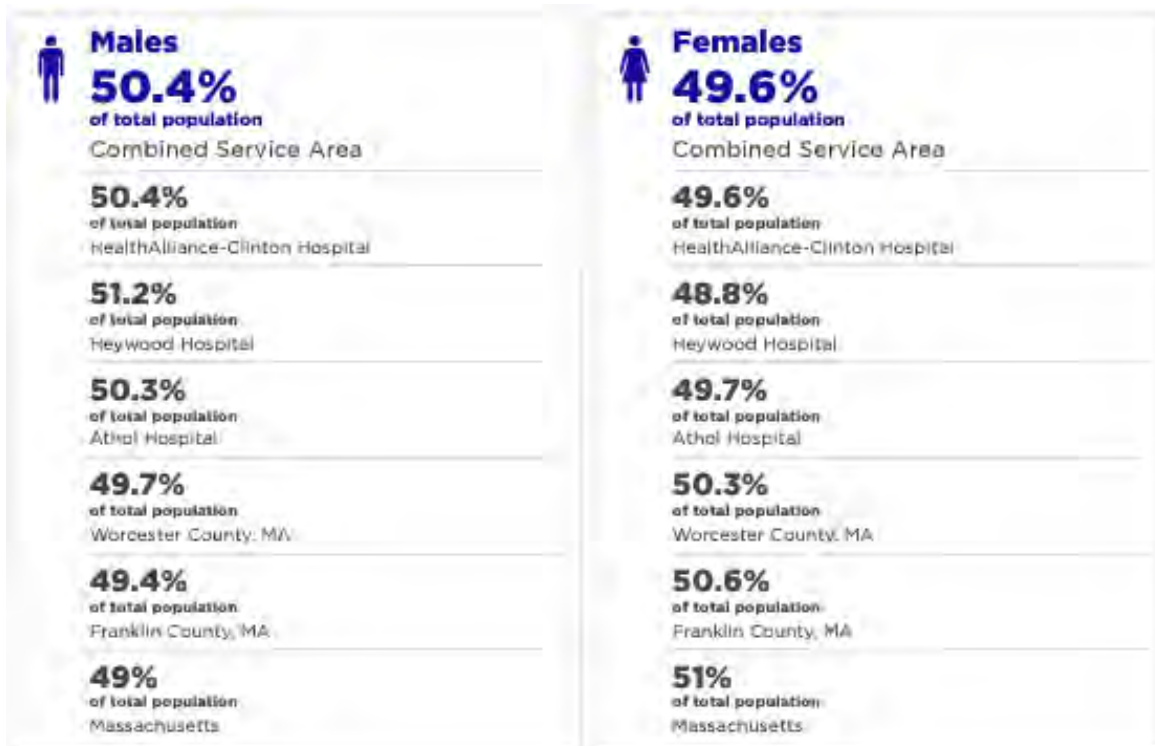 Males
50.4%
of total population
Combined Service Area
50.4%
of total population
HealthAlliance-Clinton Hospital
51.2%
of total population
Heywood Hospital
50.3%
of total population
Athol Hospital
49.7%
of total population
Worcester County, MA
49.4%
of total population
Franklin County, MA
49%
of total population
Massachusetts
Females
49.6%
of total population
Combined Service Area
49.6%
of total population
HealthAlliance-Clinton Hospital
48.8%
of total population
Heywood Hospital
49.7%
of total population
Athol Hospital
50.3%
of total population
Worcester County, MA
50.6%
of total population
Franklin County, MA
51%
of total population
Massachusetts